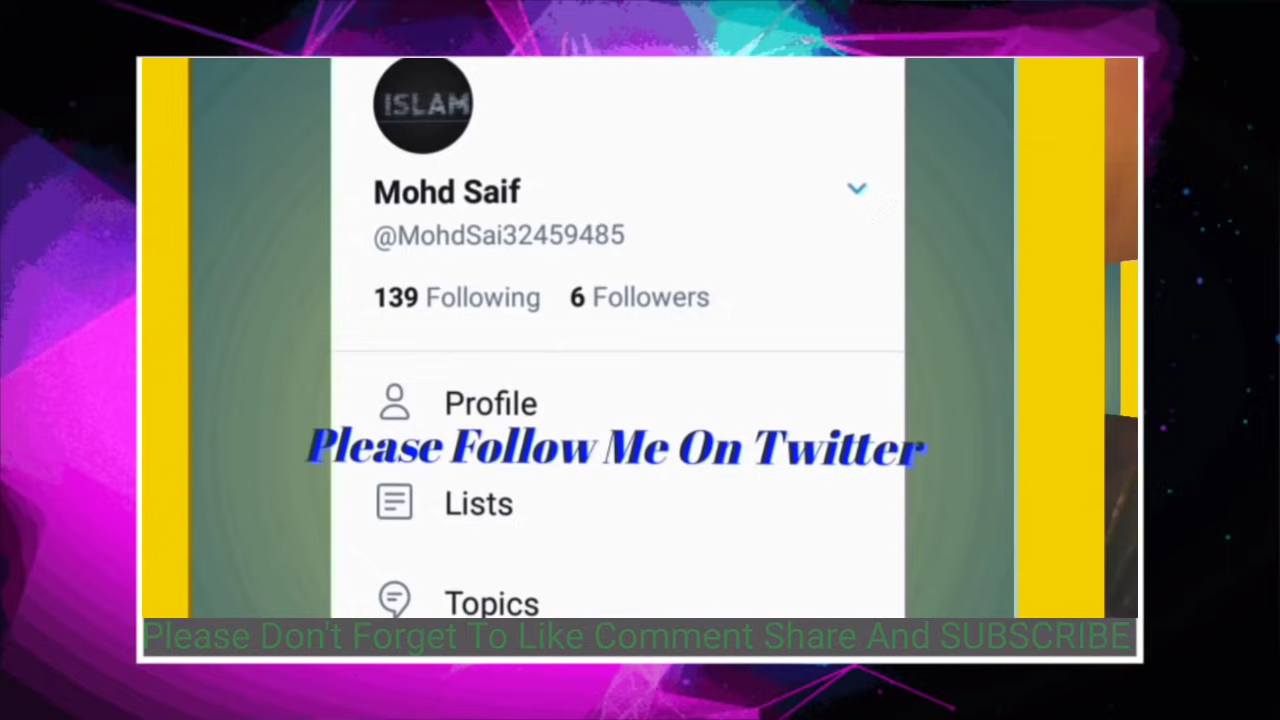 ISLAM
Mohd Saif
@MohdSai32459485
139 Following 6 Followers
Profile
Please Follow Me On Twitter
Lists
Topics
Please Don't Forget To Like Comment Share And SUBSCRIBE